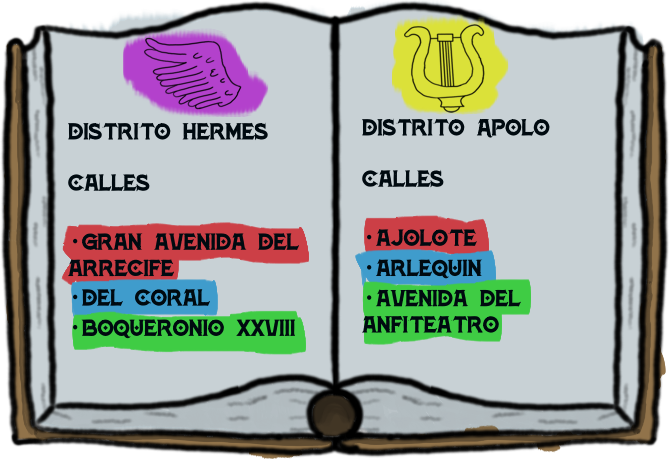 DISTRITO HERMES
CALLES
·GRAN AVENIDA DEL
ARRECIFE
·DEL CORAL
·BOQUERONIO XXVIII
DISTRITO APOLO
CALLES
·AJOLOTE
·ARLEQUIN
·AVENIDA DEL
ANFITEATRO